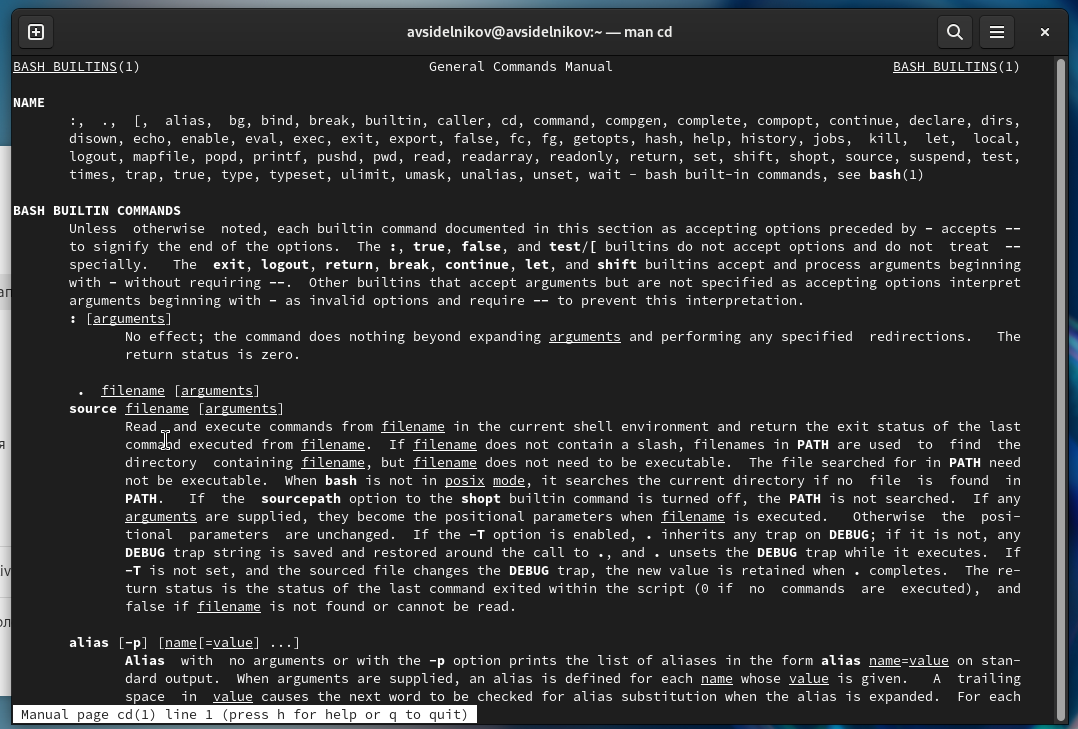 avsidelnikov@avsidelnikov:~ — man cd
BASH BUILTINS(1) General Commands Manual BASH BUILTINS(1)
NAME
:, ., [, alias, bg, bind, break, builtin, caller, cd, command, compgen, complete, compopt, continue, declare, dirs,
disown, echo, enable, eval, exec, exit, export, false, fc, fg, getopts, hash, help, history, jobs, kill, let, local,
logout, mapfile, popd, printf, pushd, pwd, read, readarray, readonly, return, set, shift, shopt, source, suspend, test,
times, trap, true, type, typeset, ulimit, umask, unalias, unset, wait - bash built-in commands, see bash(1)
BASH BUILTIN COMMANDS
Unless otherwise noted, each builtin command documented in this section as accepting options preceded by - accepts --
to signify the end of the options. The :, true, false, and test/[ builtins do not accept options and do not treat --
specially. The exit, logout, return, break, continue, let, and shift builtins accept and process arguments beginning
with - without requiring --. Other builtins that accept arguments but are not specified as accepting options interpret
arguments beginning with - as invalid options and require -- to prevent this interpretation.
: [arguments]
No effect; the command does nothing beyond expanding arguments and performing any specified redirections. The
return status is zero.
. filename [arguments]
source filename [arguments]
Read and execute commands from filename in the current shell environment and return the exit status of the last
command executed from filename. If filename does not contain a slash, filenames in PATH are used to find the
directory containing filename, but filename does not need to be executable. The file searched for in PATH need
not be executable. When bash is not in posix mode, it searches the current directory if no file is found in
PATH. If the sourcepath option to the shopt builtin command is turned off, the PATH is not searched. If any
arguments are supplied, they become the positional parameters when filename is executed. Otherwise the posi-
tional parameters are unchanged. If the -T option is enabled, . inherits any trap on DEBUG; if it is not, any
DEBUG trap string is saved and restored around the call to ., and . unsets the DEBUG trap while it executes. If
-T is not set, and the sourced file changes the DEBUG trap, the new value is retained when . completes. The re-
turn status is the status of the last command exited within the script (0 if no commands are executed), and
false if filename is not found or cannot be read.
alias [-p] [name[=value] ...]
Alias with no arguments or with the -p option prints the list of aliases in the form alias name=value on stan-
dard output. When arguments are supplied, an alias is defined for each name whose value is given. A trailing
space in value causes the next word to be checked for alias substitution when the alias is expanded. For each
Manual page cd(1) line 1 (press h for help or q to quit)